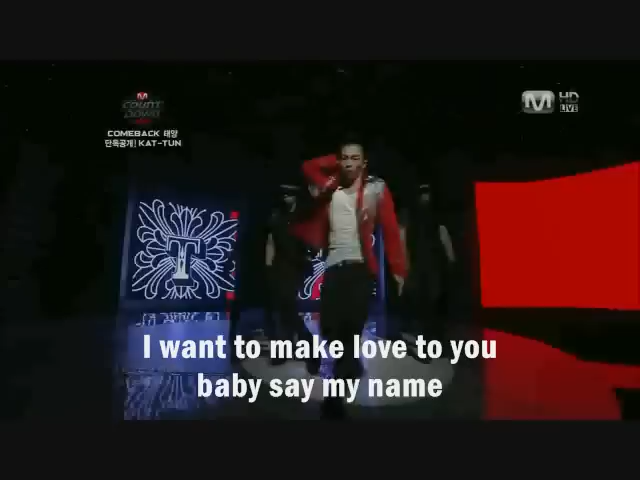 COUNT
DOWN
COMEBACK 태양
단독공개! KAT-TUN
M HD
LIVE
T
I want to make love to you
baby say my name